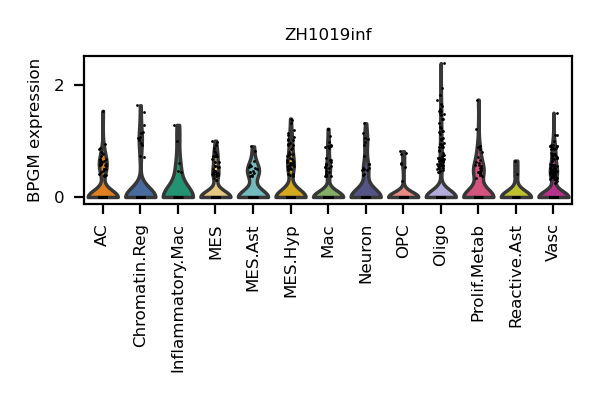 ZH1019inf
BPGM expression
2
0
AC
Chromatin.Reg
Inflammatory.Mac
MES
MES.Ast
MES.Hyp
Mac
Neuron
OPC
Oligo
Prolif.Metab
Reactive.Ast
Vasc